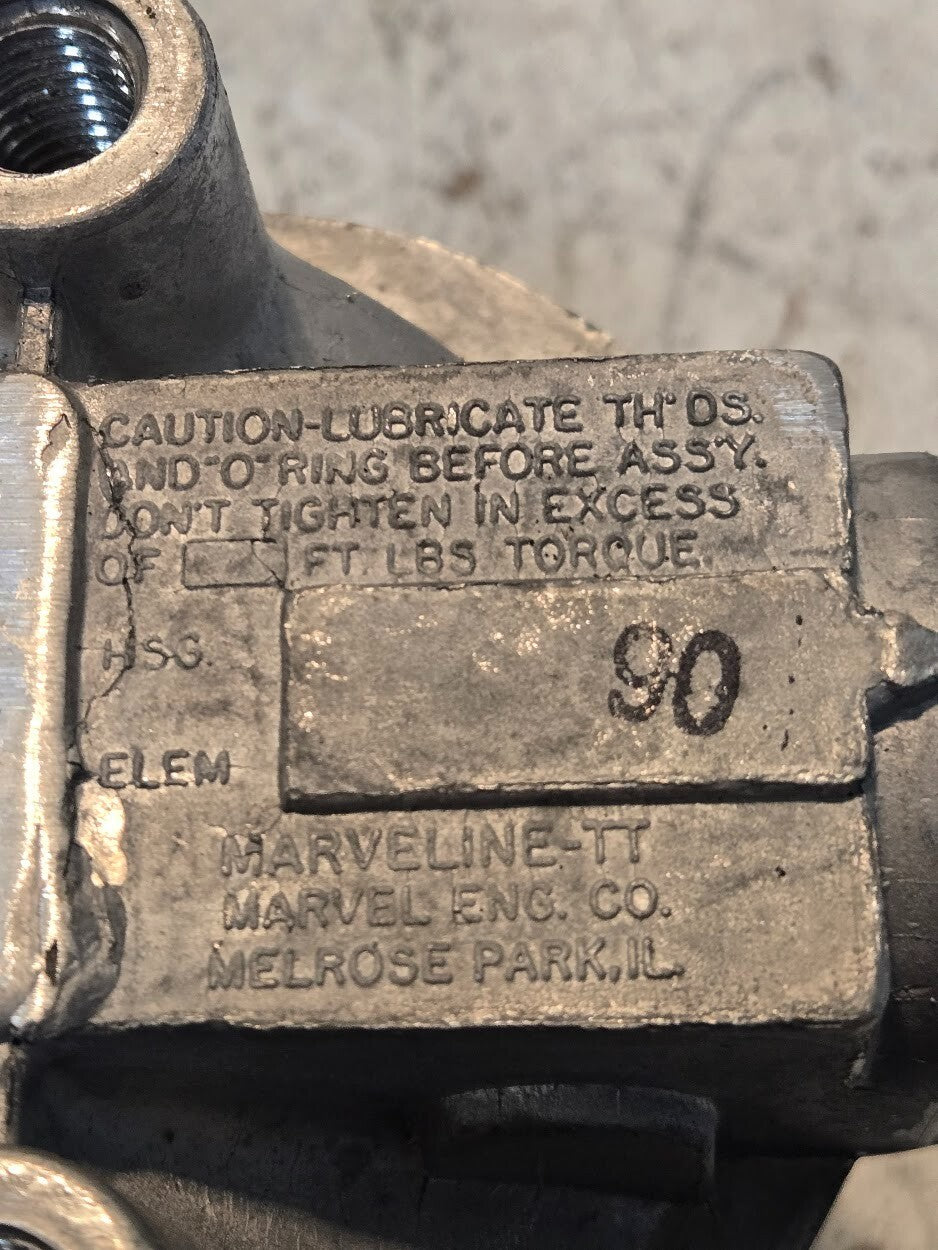 CAUTION-LUBRICATE TH'DS.
AND "O" RING BEFORE ASS'Y.
DON'T TIGHTEN IN EXCESS
OF FT. LBS TORQUE.
HSG.
90
ELEM
MARVELINE-TT
MARVEL ENG. CO.
MELROSE PARK, IL.